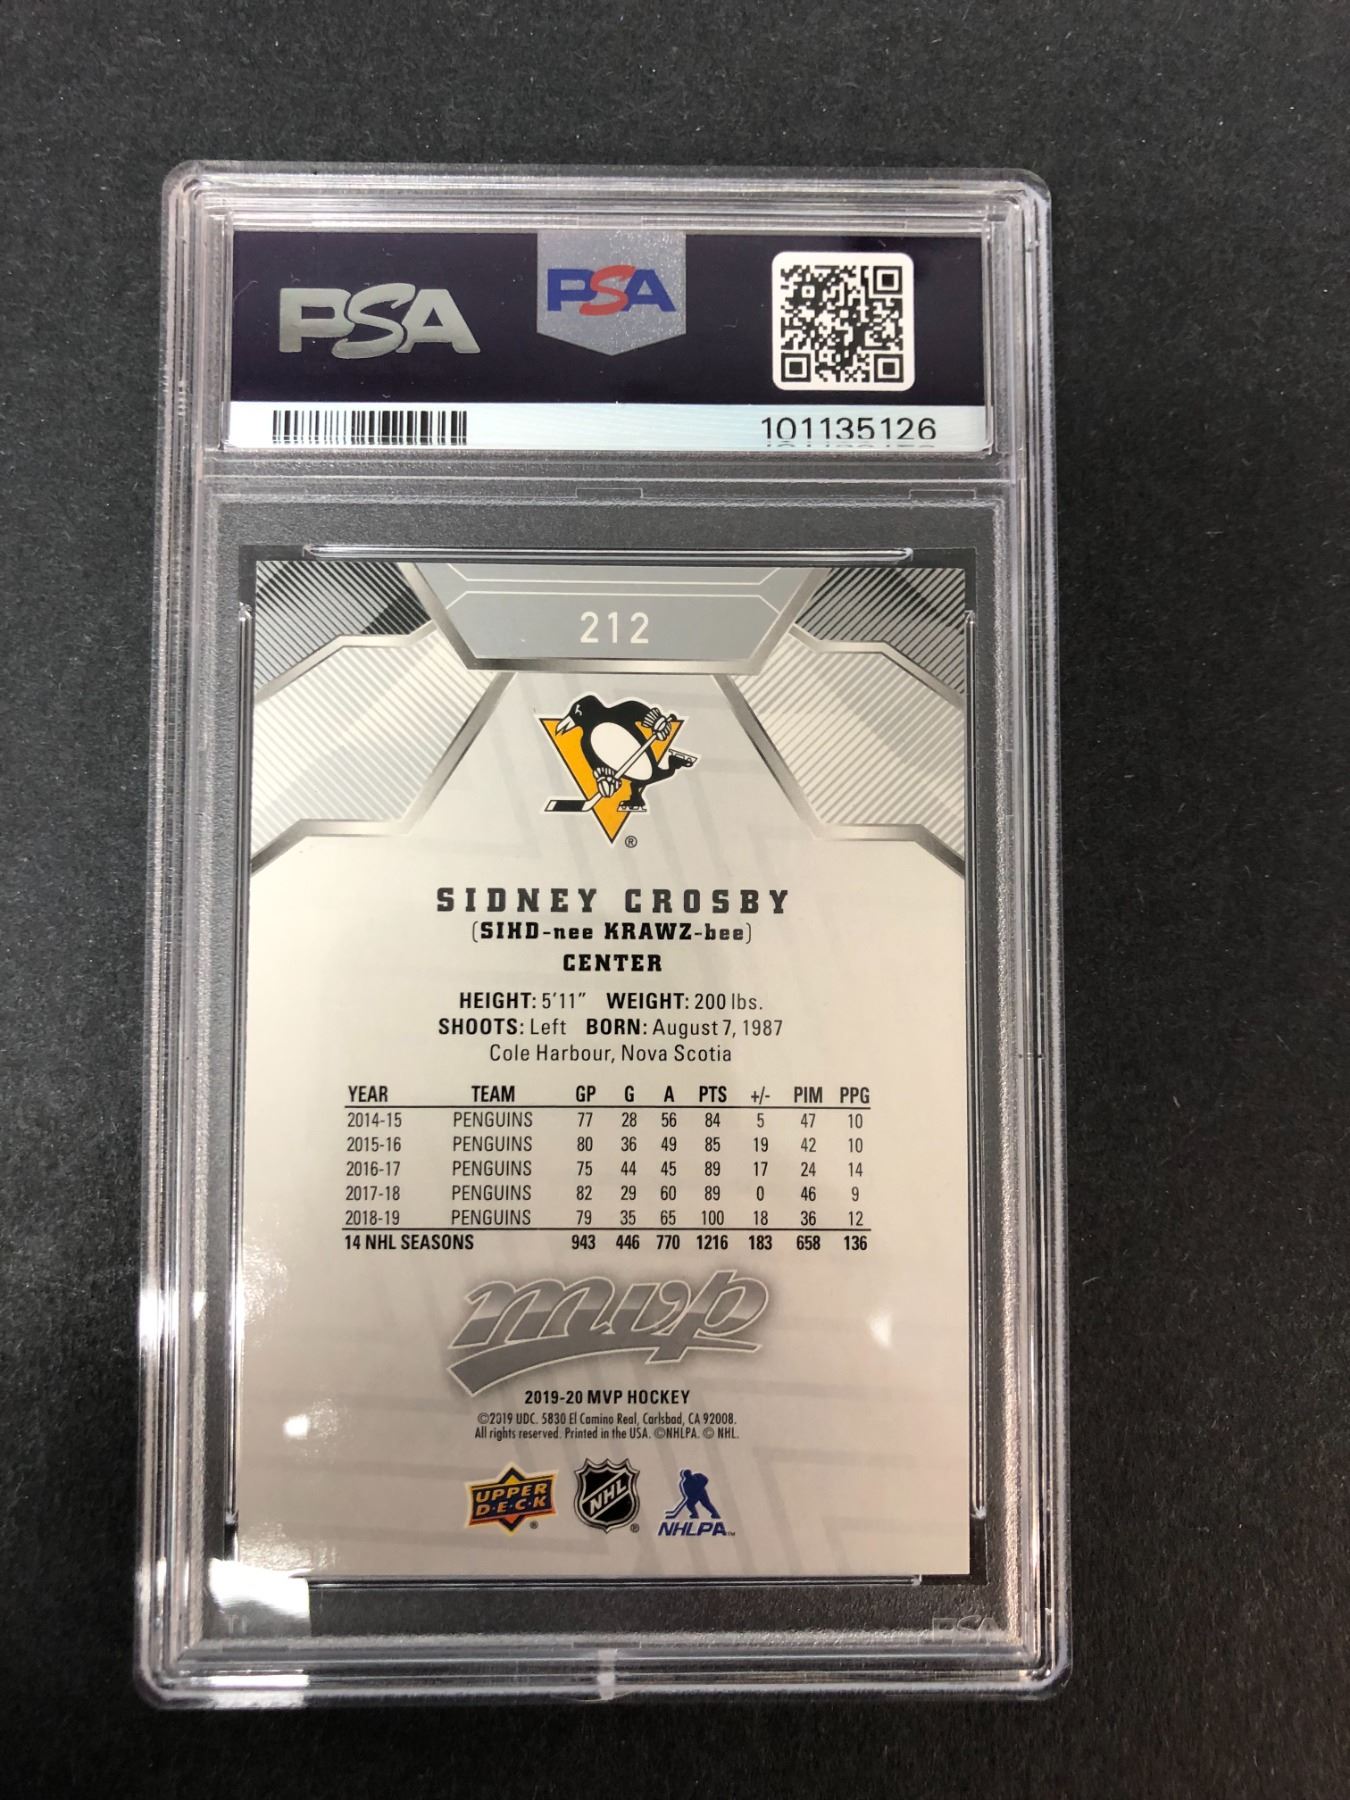 PSA
PSA
101135126
212
SIDNEY CROSBY
(SIHD-nee KRAWZ-bee)
CENTER
HEIGHT: 5'11" WEIGHT: 200 lbs.
SHOOTS: Left BORN: August 7, 1987
Cole Harbour, Nova Scotia
YEAR TEAM GP G A PTS +/- PIM PPG
2014-15 PENGUINS 77 28 56 84 5 47 10
2015-16 PENGUINS 80 36 49 85 19 42 10
2016-17 PENGUINS 75 44 45 89 17 24 14
2017-18 PENGUINS 82 29 60 89 0 46 9
2018-19 PENGUINS 79 35 65 100 18 36 12
14 NHL SEASONS 943 446 770 1216 183 658 136
mvp
2019-20 MVP HOCKEY
©2019 UDC. 5830 El Camino Real, Carlsbad, CA 92008.
All rights reserved. Printed in the USA. ©NHLPA. © NHL.
UPPER D·E·C·K ® NHL ® NHLPA™
PSA